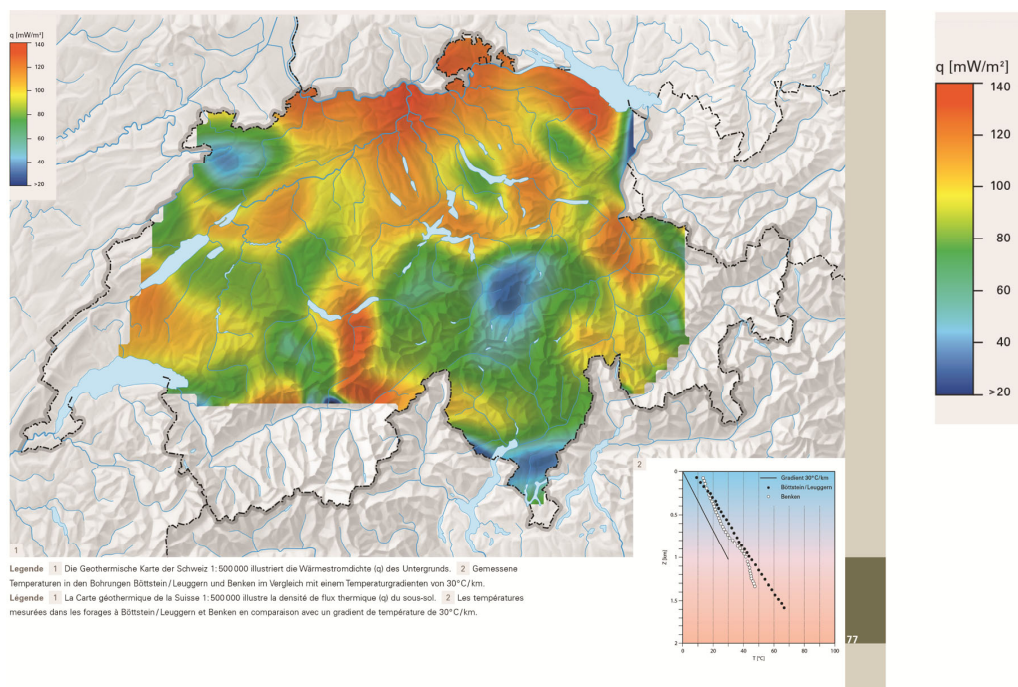 q [mW/m²]
140
120
100
80
60
40
>20
q [mW/m²]
140
120
100
80
60
40
>20
1
2
0
0.5
1
1.5
2
Z [km]
Gradient 30°C/km
Böttstein/Leuggern
Benken
0 20 40 60 80 100
T [°C]
77
Legende 1 Die Geothermische Karte der Schweiz 1:500000 illustriert die Wärmestromdichte (q) des Untergrunds. 2 Gemessene
Temperaturen in den Bohrungen Böttstein/Leuggern und Benken im Vergleich mit einem Temperaturgradienten von 30°C/km.
Légende 1 La Carte géothermique de la Suisse 1:500000 illustre la densité de flux thermique (q) du sous-sol. 2 Les températures
mesurées dans les forages à Böttstein/Leuggern et Benken en comparaison avec un gradient de température de 30°C/km.